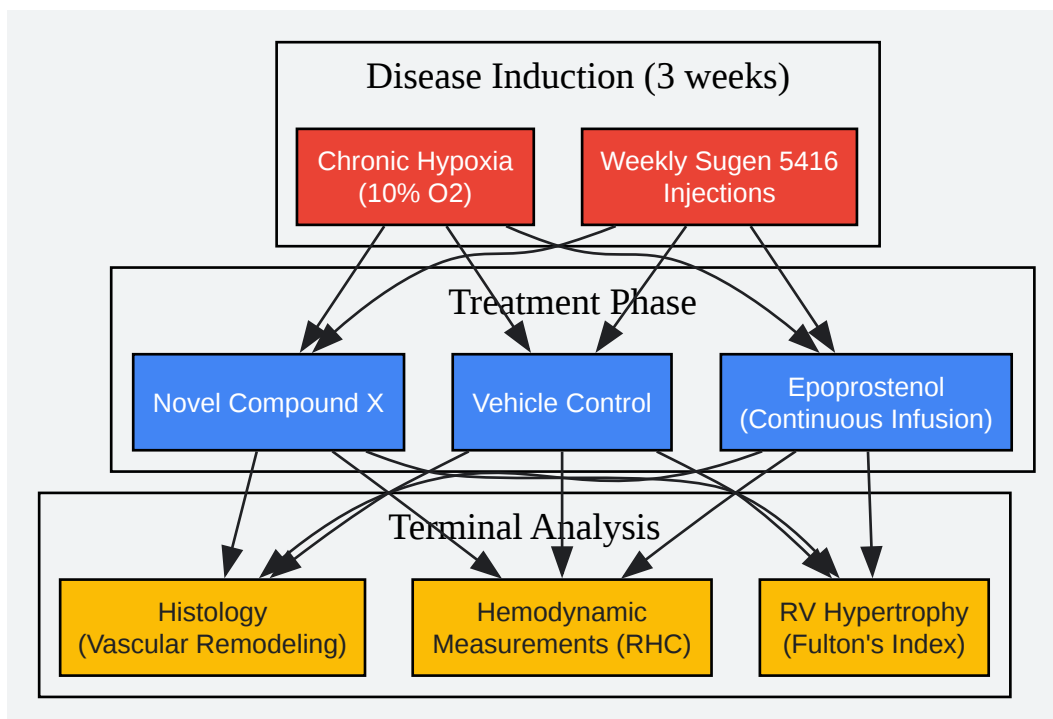 Disease Induction (3 weeks)
Chronic Hypoxia
(10% O2)
Weekly Sugen 5416
Injections
Treatment Phase
Novel Compound X
Vehicle Control
Epoprostenol
(Continuous Infusion)
Terminal Analysis
Histology
(Vascular Remodeling)
Hemodynamic
Measurements (RHC)
RV Hypertrophy
(Fulton's Index)